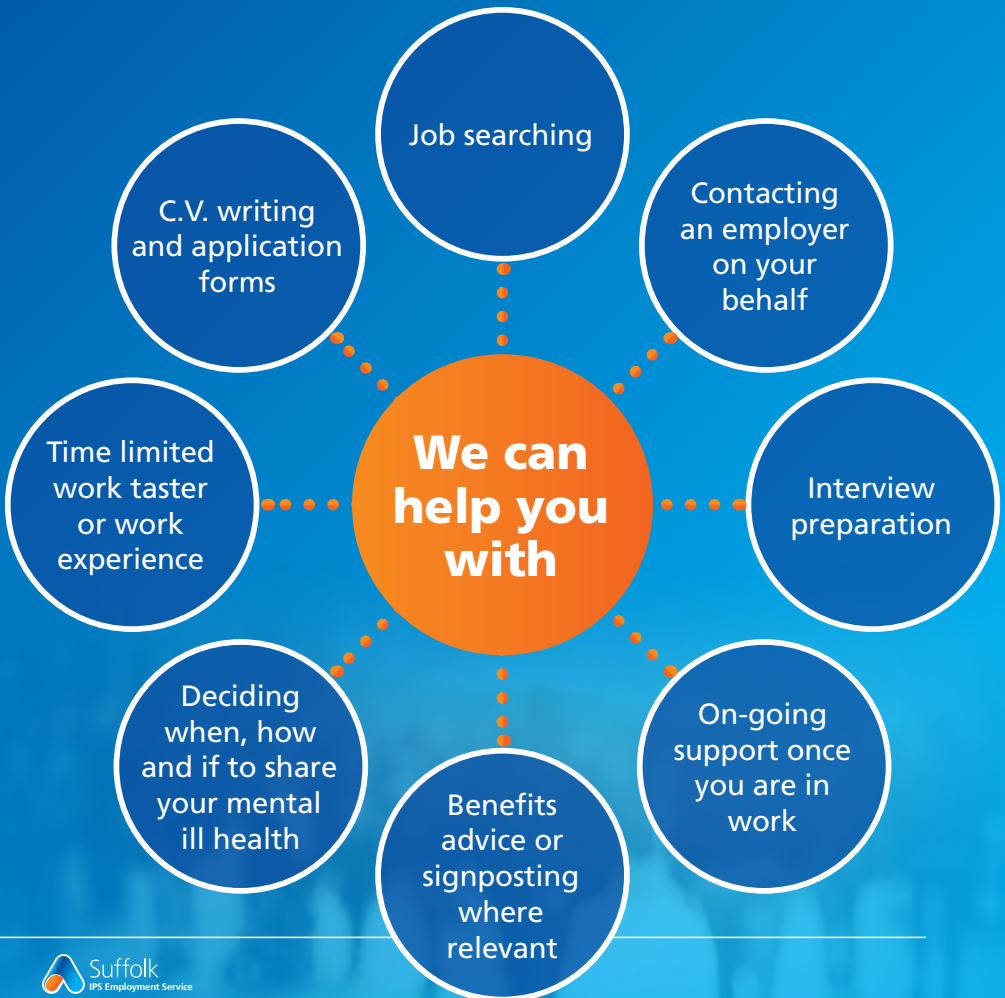 Job searching
Contacting
an employer
on your
behalf
Interview
preparation
On-going
support once
you are in
work
Benefits
advice or
signposting
where
relevant
Deciding
when, how
and if to share
your mental
ill health
Time limited
work taster
or work
experience
C.V. writing
and application
forms
We can
help you
with
Suffolk
IPS Employment Service